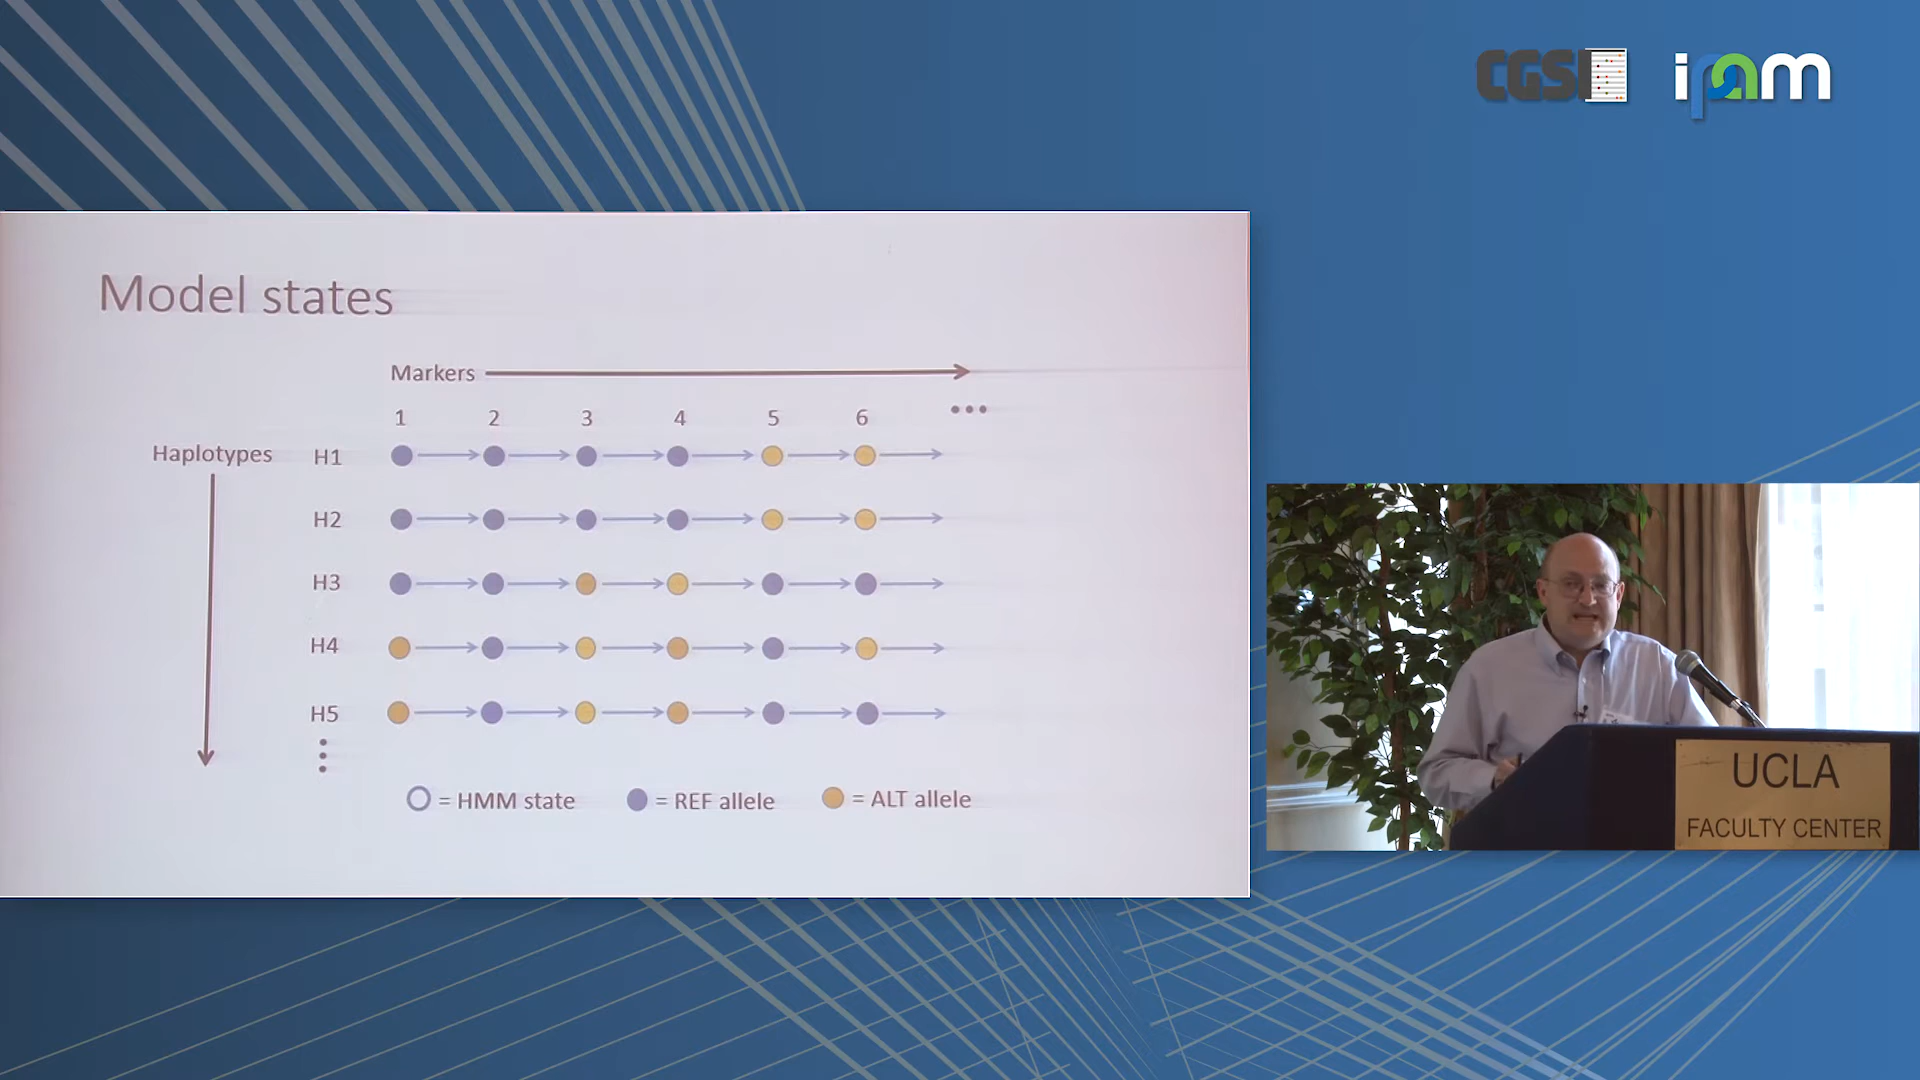 CGSI
ipam
Model states
Markers
1 2 3 4 5 6 •••
Haplotypes
H1
H2
H3
H4
H5
= HMM state = REF allele = ALT allele
UCLA
FACULTY CENTER